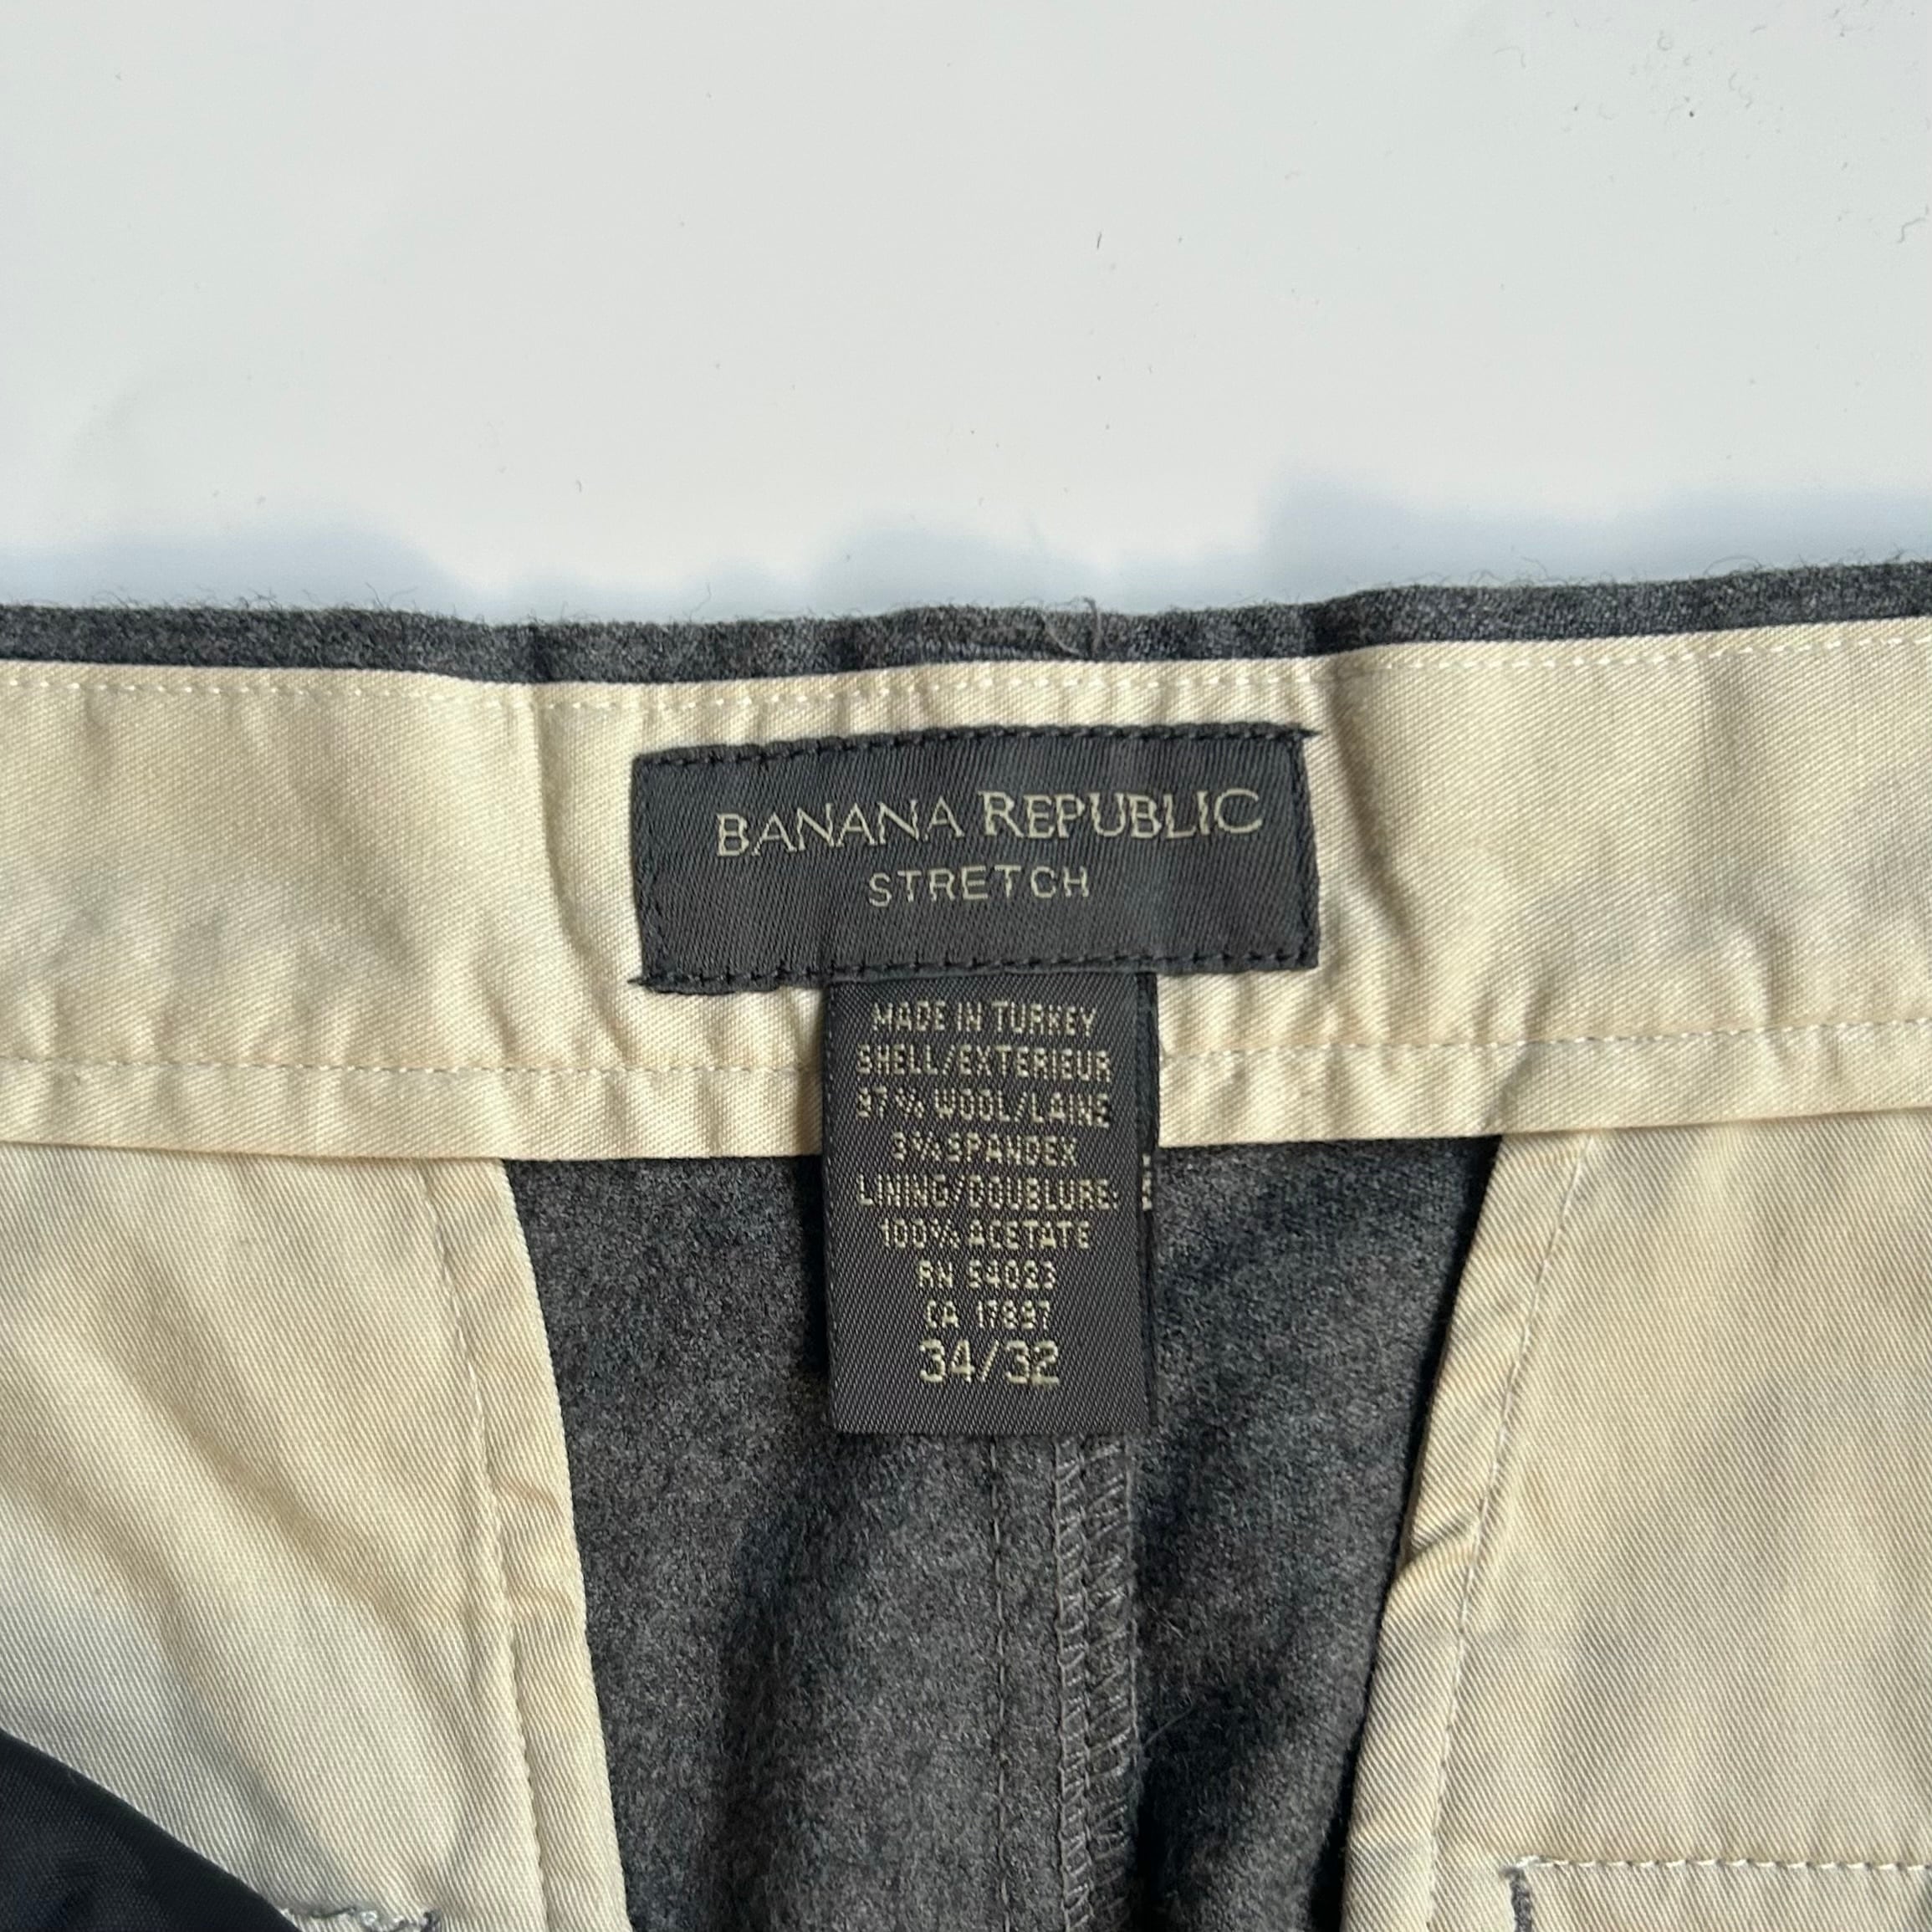 BANANA REPUBLIC
STRETCH
MADE IN TURKEY
SHELL/EXTERIEUR
97% WOOL/LAINE
3% SPANDEX
LINING/DOUBLURE:
100% ACETATE
RN 54023
CA 17897
34/32